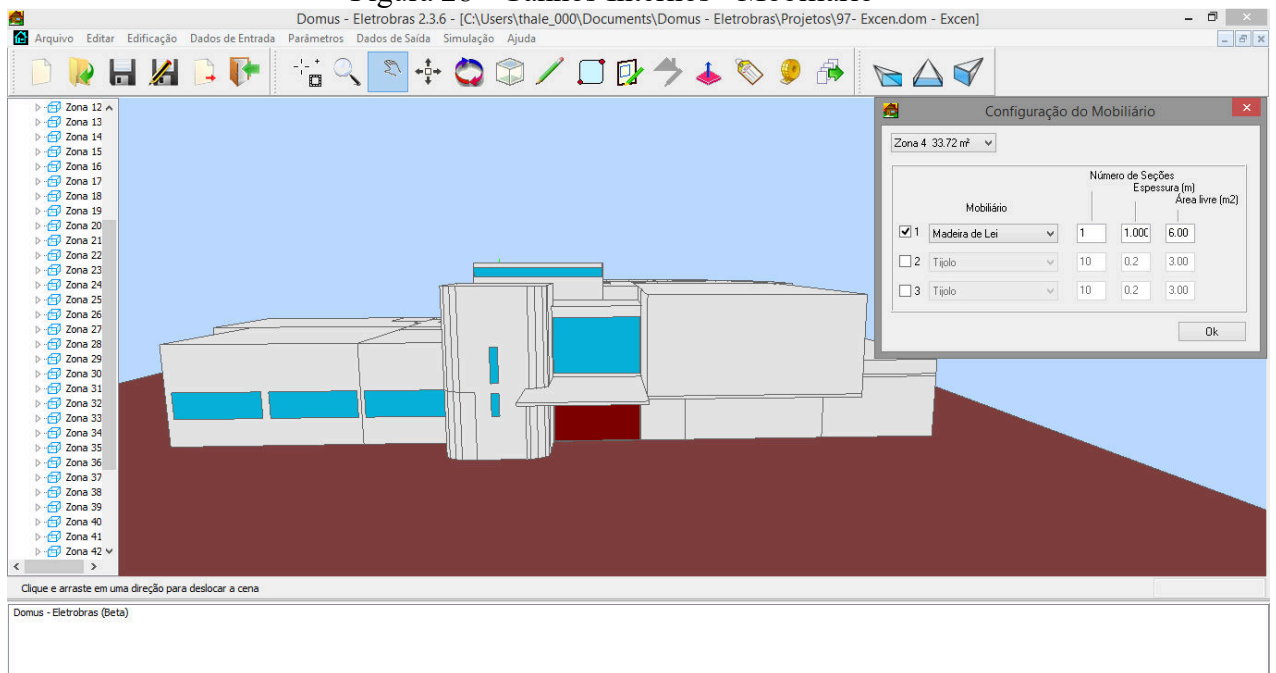 Domus - Eletrobras 2.3.6 - [C:\Users\thale_000\Documents\Domus - Eletrobras\Projetos\97- Excen.dom - Excen]
Arquivo Editar Edificação Dados de Entrada Parâmetros Dados de Saída Simulação Ajuda
Zona 12
Zona 13
Zona 14
Zona 15
Zona 16
Zona 17
Zona 18
Zona 19
Zona 20
Zona 21
Zona 22
Zona 23
Zona 24
Zona 25
Zona 26
Zona 27
Zona 28
Zona 29
Zona 30
Zona 31
Zona 32
Zona 33
Zona 34
Zona 35
Zona 36
Zona 37
Zona 38
Zona 39
Zona 40
Zona 41
Zona 42
Configuração do Mobiliário
Zona 4 33.72 m²
Número de Seções
Espessura (m)
Área livre (m2)
Mobiliário
1 Madeira de Lei 1 1.000 6.00
2 Tijolo 10 0.2 3.00
3 Tijolo 10 0.2 3.00
Ok
Clique e arraste em uma direção para deslocar a cena
Domus - Eletrobras (Beta)